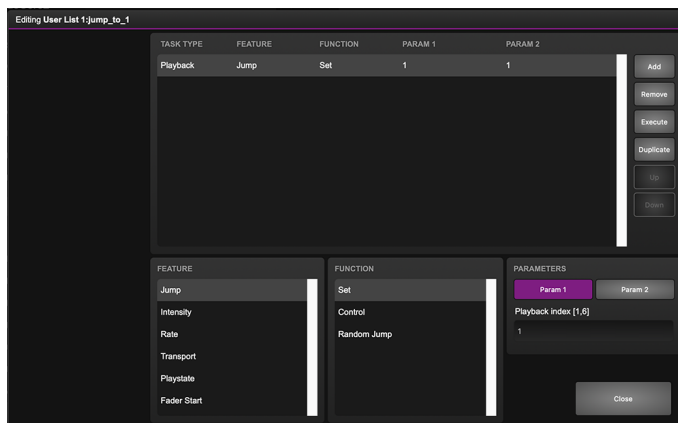 Editing User List 1:jump_to_1
TASK TYPE FEATURE FUNCTION PARAM 1 PARAM 2
Playback Jump Set 1 1
Add
Remove
Execute
Duplicate
Up
Down
FEATURE
Jump
Intensity
Rate
Transport
Playstate
Fader Start
FUNCTION
Set
Control
Random Jump
PARAMETERS
Param 1 Param 2
Playback index [1,6]
1
Close